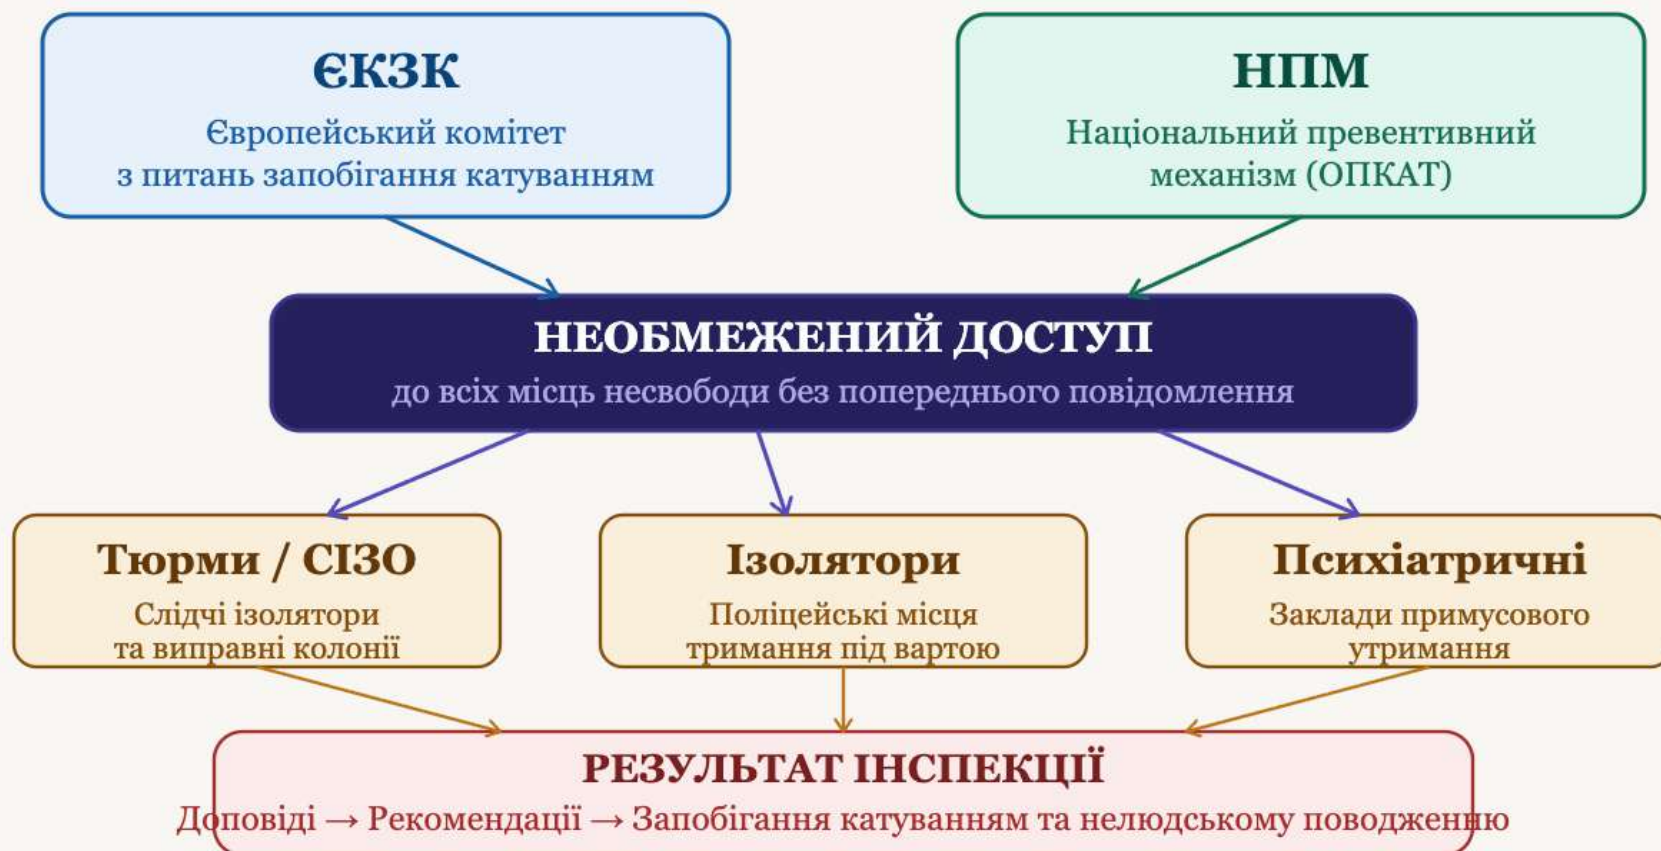 ЄКЗК
Європейський комітет
з питань запобігання катуванням
НПМ
Національний превентивний
механізм (ОПКАТ)
НЕОБМЕЖЕНИЙ ДОСТУП
до всіх місць несвободи без попереднього повідомлення
Тюрми / СІЗО
Слідчі ізолятори
та виправні колонії
Ізолятори
Поліцейські місця
тримання під вартою
Психіатричні
Заклади примусового
утримання
РЕЗУЛЬТАТ ІНСПЕКЦІЇ
Доповіді → Рекомендації → Запобігання катуванням та нелюдському поводженню